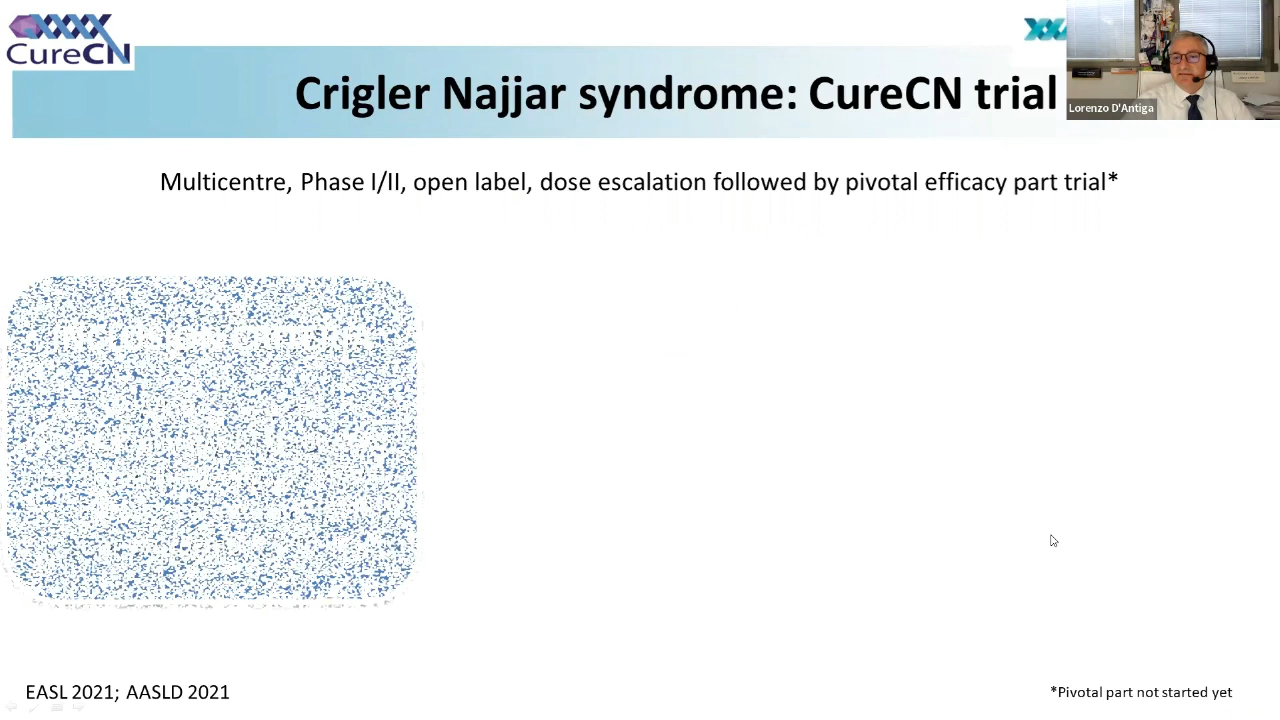 CureCN
Crigler Najjar syndrome: CureCN trial
Lorenzo D'Antiga
Multicentre, Phase I/II, open label, dose escalation followed by pivotal efficacy part trial*
EASL 2021; AASLD 2021
*Pivotal part not started yet